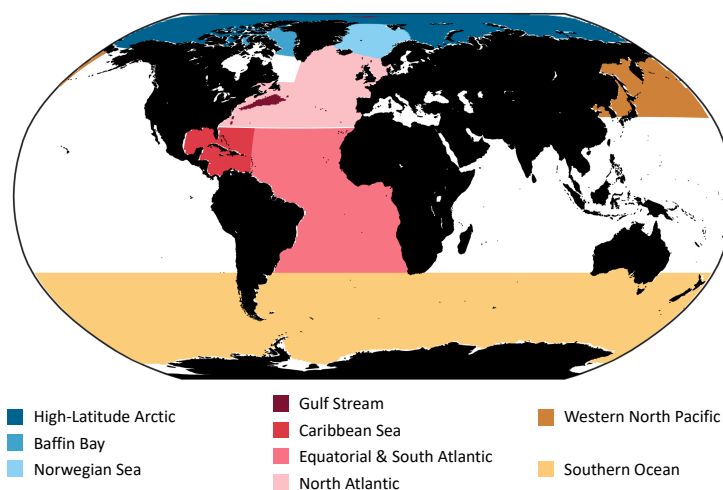 High-Latitude Arctic
Baffin Bay
Norwegian Sea
Gulf Stream
Caribbean Sea
Equatorial & South Atlantic
North Atlantic
Western North Pacific
Southern Ocean